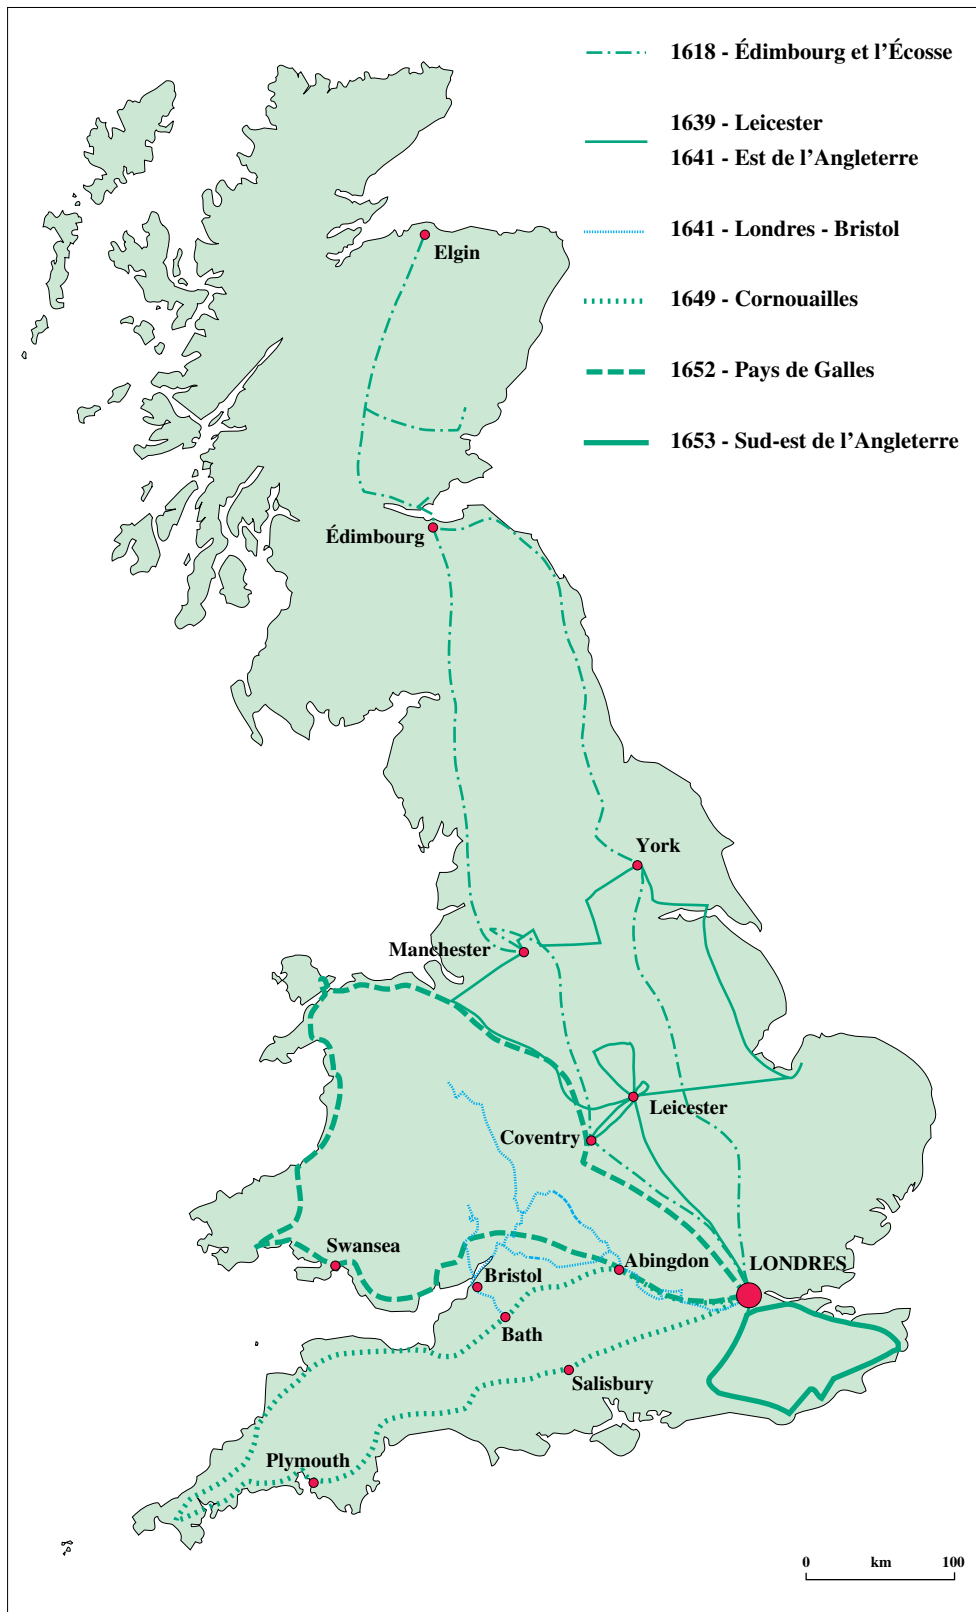 1618 - Édimbourg et l'Écosse
1639 - Leicester
1641 - Est de l'Angleterre
1641 - Londres - Bristol
1649 - Cornouailles
1652 - Pays de Galles
1653 - Sud-est de l'Angleterre
Elgin
Édimbourg
York
Manchester
Leicester
Coventry
Swansea
Abingdon
LONDRES
Bristol
Bath
Salisbury
Plymouth
0 km 100